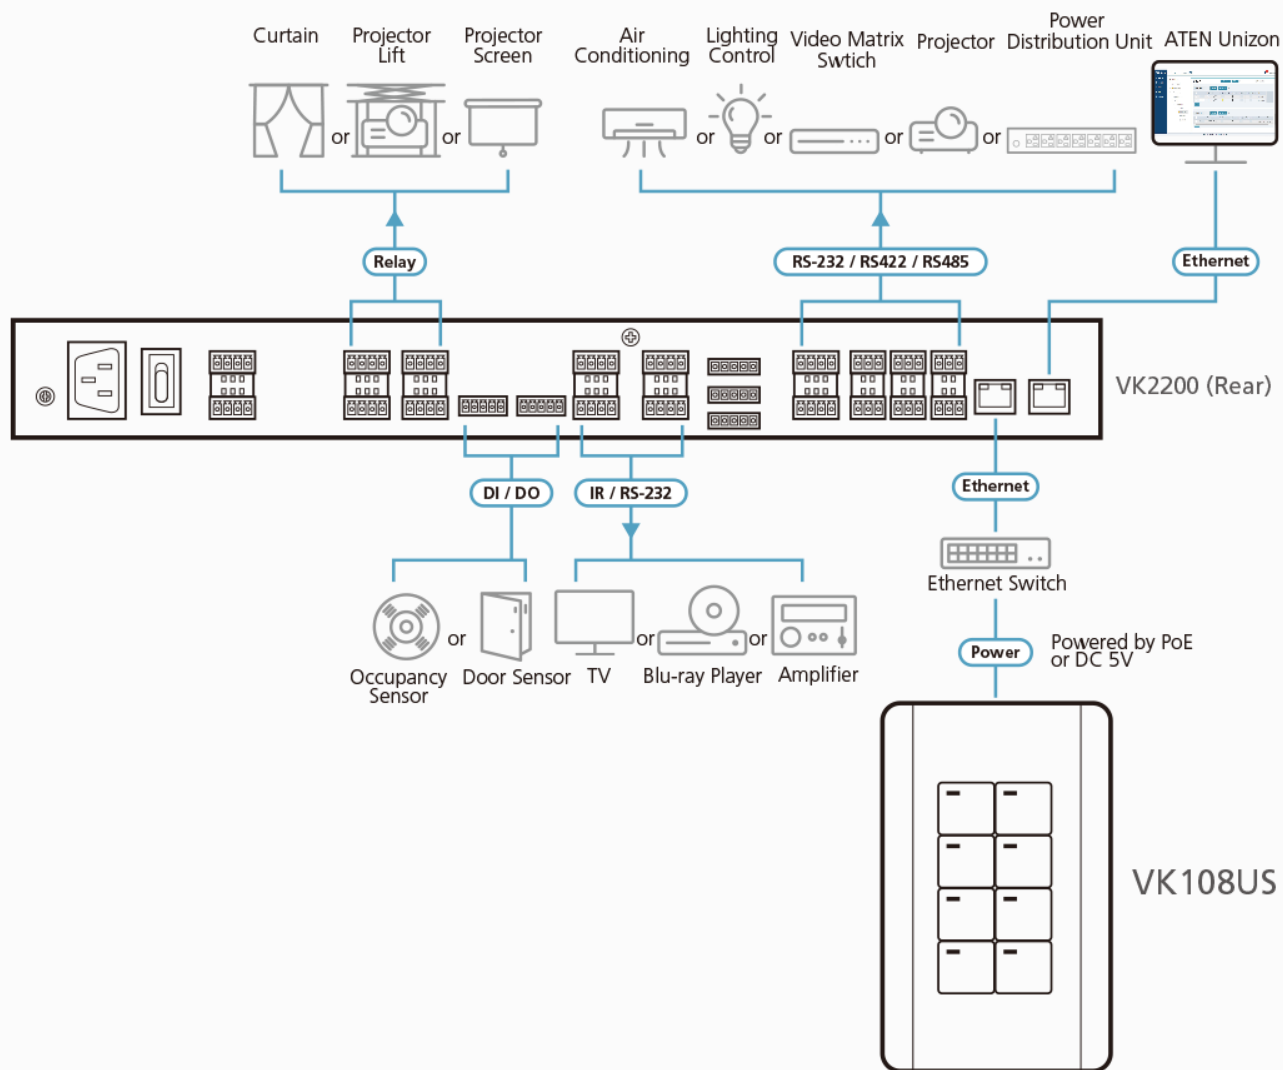 Curtain
Projector
Lift
Projector
Screen
Air
Conditioning
Lighting
Control
Video Matrix
Swtich
Projector
Power
Distribution Unit
ATEN Unizon
or
or
or
or
or
or
Relay
RS-232 / RS422 / RS485
Ethernet
VK2200 (Rear)
DI / DO
IR / RS-232
Ethernet
Ethernet Switch
or
or
or
Occupancy
Sensor
Door Sensor
TV
Blu-ray Player
Amplifier
Power
Powered by PoE
or DC 5V
VK108US